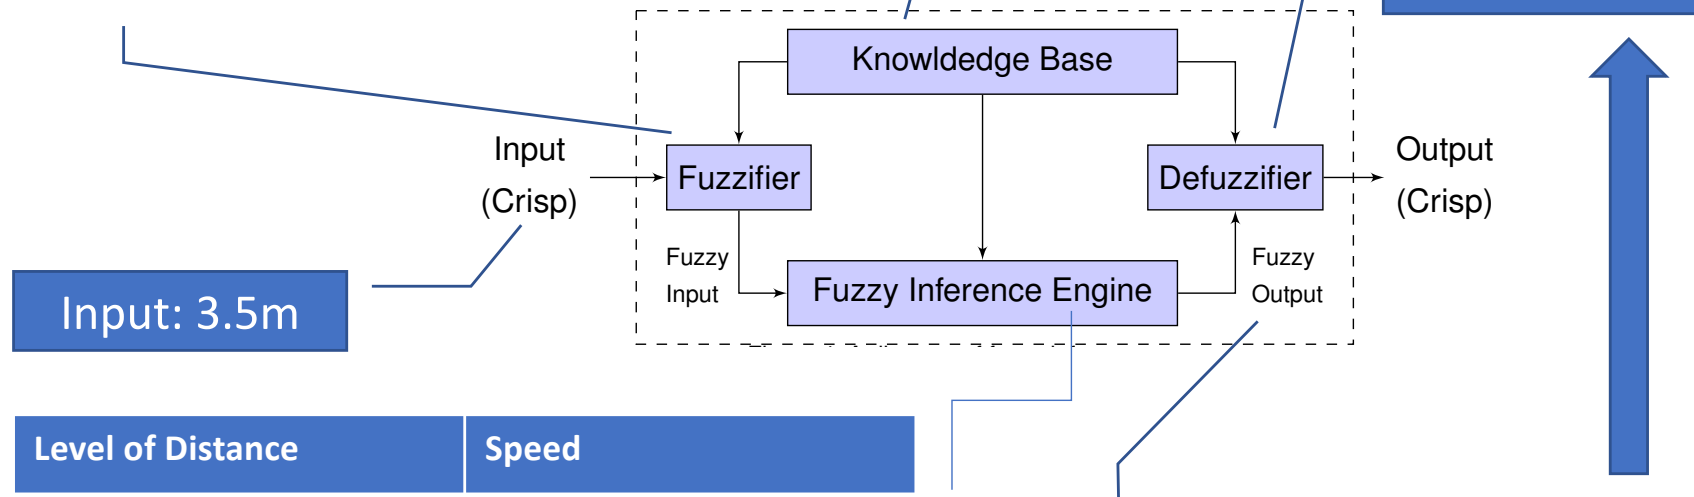 Knowldedge Base
Input
(Crisp)
Fuzzifier
Defuzzifier
Output
(Crisp)
Fuzzy
Input
Fuzzy Inference Engine
Fuzzy
Output
Input: 3.5m
Level of Distance
Speed